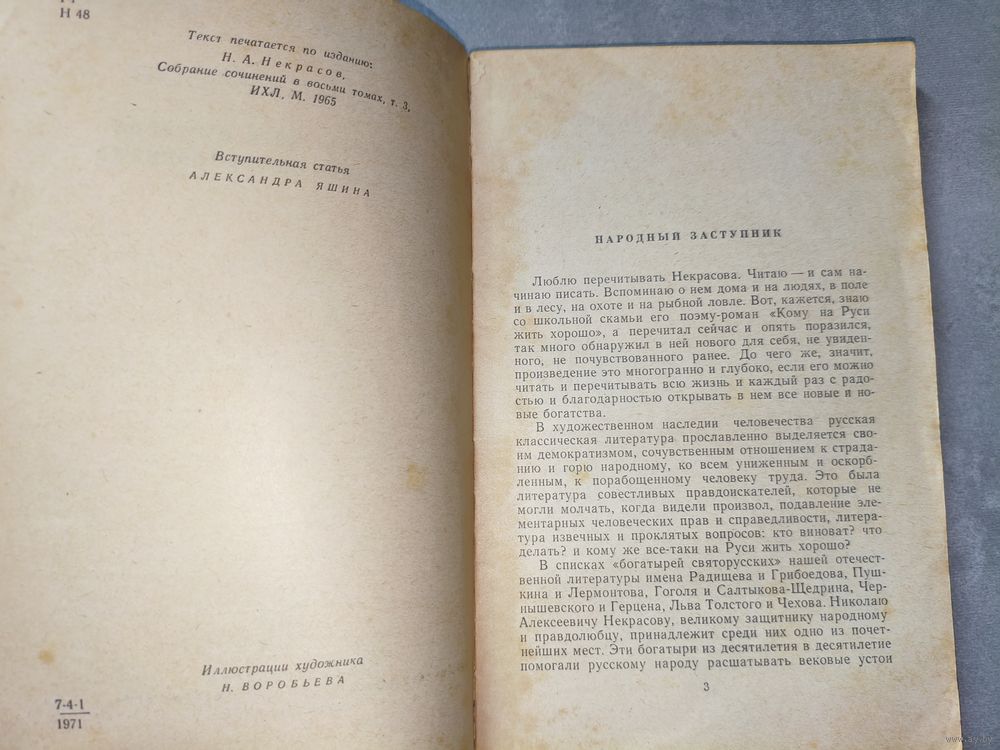 Н 48
Текст печатается по изданию:
Н. А. Некрасов,
Собрание сочинений в восьми томах, т. 3,
ИХЛ, М. 1965
Вступительная статья
АЛЕКСАНДРА ЯШИНА
Иллюстрации художника
Н. ВОРОБЬЕВА
7-4-1
1971
НАРОДНЫЙ ЗАСТУПНИК
Люблю перечитывать Некрасова. Читаю — и сам на-
чинаю писать. Вспоминаю о нем дома и на людях, в поле
и в лесу, на охоте и на рыбной ловле. Вот, кажется, знаю
со школьной скамьи его поэму-роман «Кому на Руси
жить хорошо», а перечитал сейчас и опять поразился,
так много обнаружил в ней нового для себя, не увиден-
ного, не почувствованного ранее. До чего же, значит,
произведение это многогранно и глубоко, если его можно
читать и перечитывать всю жизнь и каждый раз с радо-
стью и благодарностью открывать в нем все новые и но-
вые богатства.
В художественном наследии человечества русская
классическая литература прославленно выделяется сво-
им демократизмом, сочувственным отношением к страда-
нию и горю народному, ко всем униженным и оскорб-
ленным, к порабощенному человеку труда. Это была
литература совестливых правдоискателей, которые не
могли молчать, когда видели произвол, подавление эле-
ментарных человеческих прав и справедливости, литера-
тура извечных и проклятых вопросов: кто виноват? что
делать? и кому же все-таки на Руси жить хорошо?
В списках «богатырей святорусских» нашей отечест-
венной литературы имена Радищева и Грибоедова, Пуш-
кина и Лермонтова, Гоголя и Салтыкова-Щедрина, Чер-
нышевского и Герцена, Льва Толстого и Чехова. Николаю
Алексеевичу Некрасову, великому защитнику народному
и правдолюбцу, принадлежит среди них одно из почет-
нейших мест. Эти богатыри из десятилетия в десятилетие
помогали русскому народу расшатывать вековые устои
3
www.ay.by